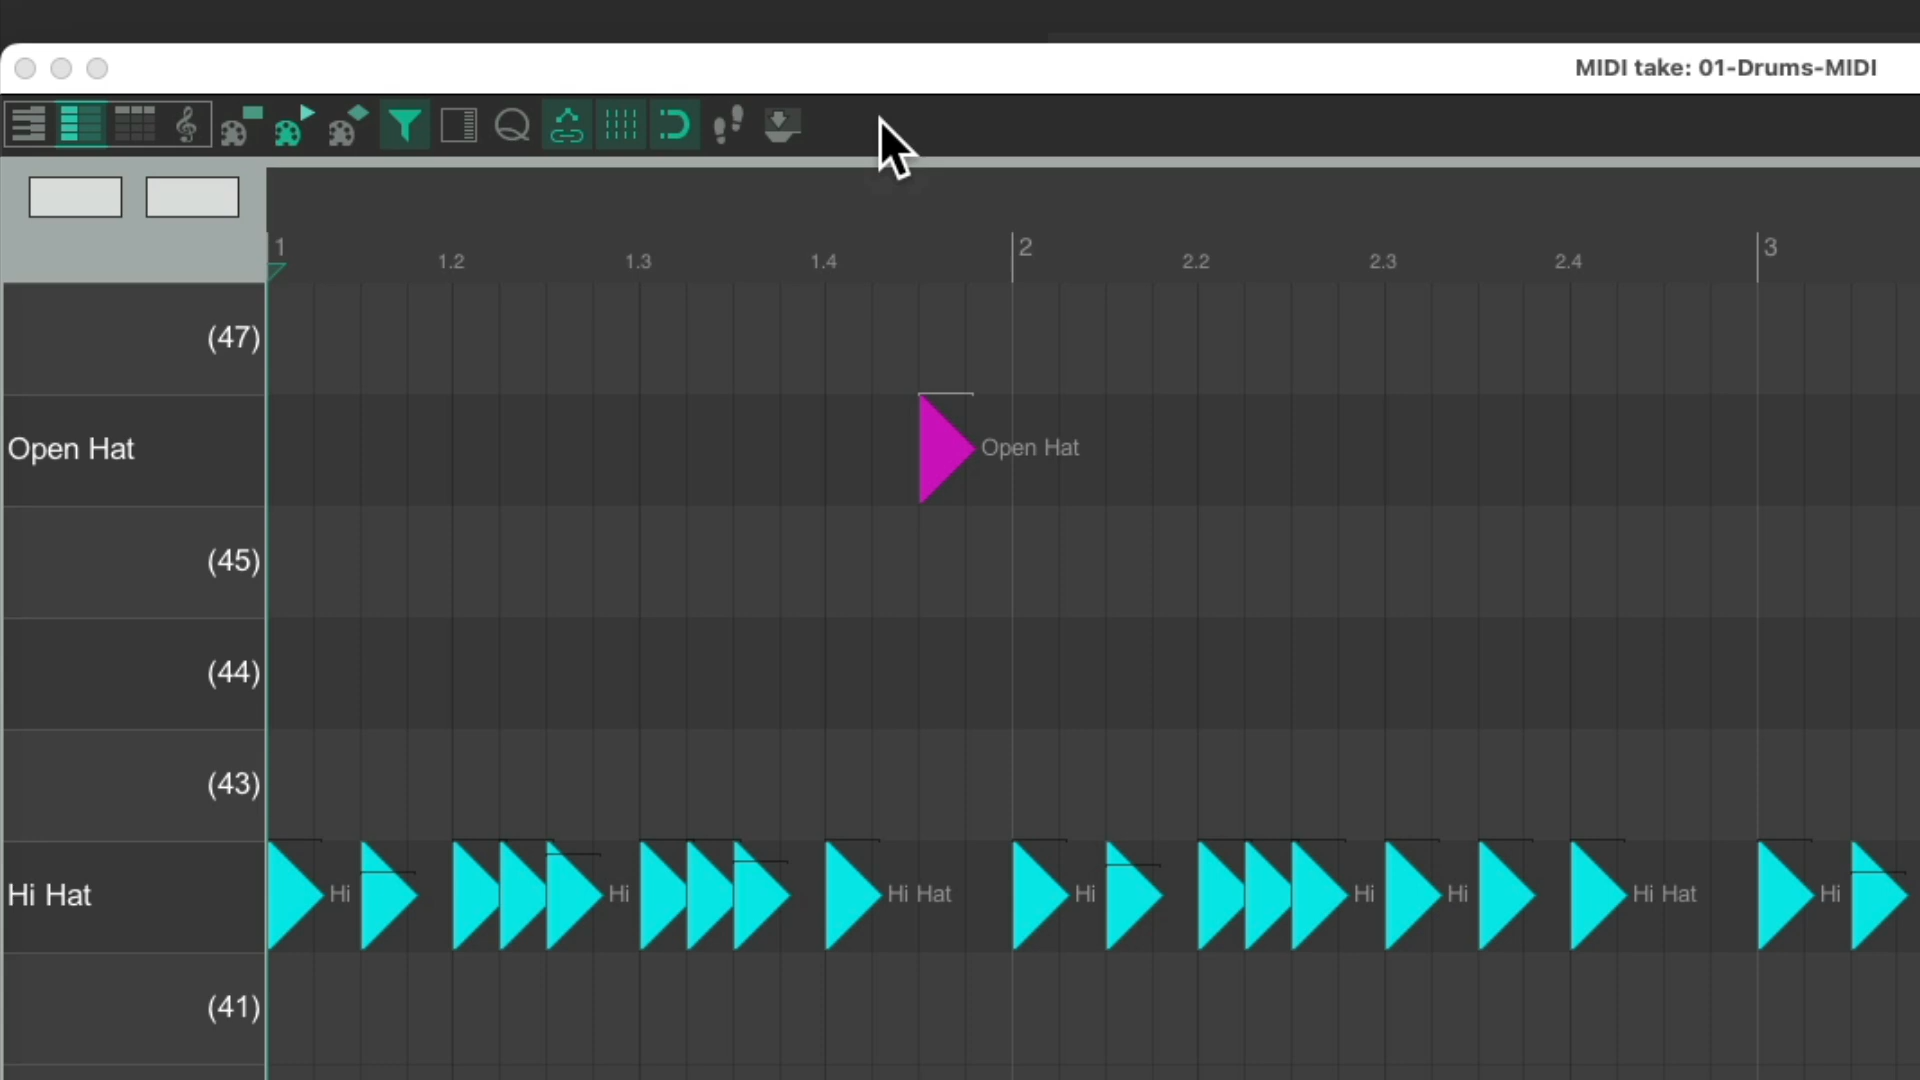 MIDI take: 01-Drums-MIDI
1 2 3
1.2 1.3 1.4 2.2 2.3 2.4
(47)
Open Hat Open Hat
(45)
(44)
(43)
Hi Hat Hi Hi Hi Hat Hi Hi Hi Hi Hat Hi
(41)